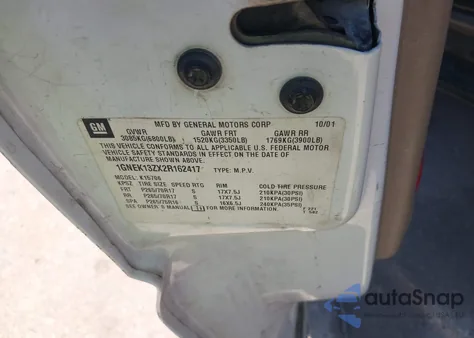 GM
MFD BY GENERAL MOTORS CORP 10/01
GVWR GAWR FRT GAWR RR
3085KG(6800LB) 1520KG(3350LB) 1769KG(3900LB)
THIS VEHICLE CONFORMS TO ALL APPLICABLE U.S. FEDERAL MOTOR
VEHICLE SAFETY STANDARDS IN EFFECT ON THE DATE OF
MANUFACTURE SHOWN ABOVE.
1GNEK13ZX2R162417 TYPE: M.P.V.
MODEL: K15706
TIRE SIZE SPEED RTG RIM COLD TIRE PRESSURE
FRT P265/70R17 S 17X7.5J 210KPA(30PSI)
RR P265/70R17 S 17X7.5J 210KPA(30PSI)
SPA P265/75R16 S 16X6.5J 240KPA(35PSI)
SEE OWNER'S MANUAL FOR MORE INFORMATION.
autoSnap